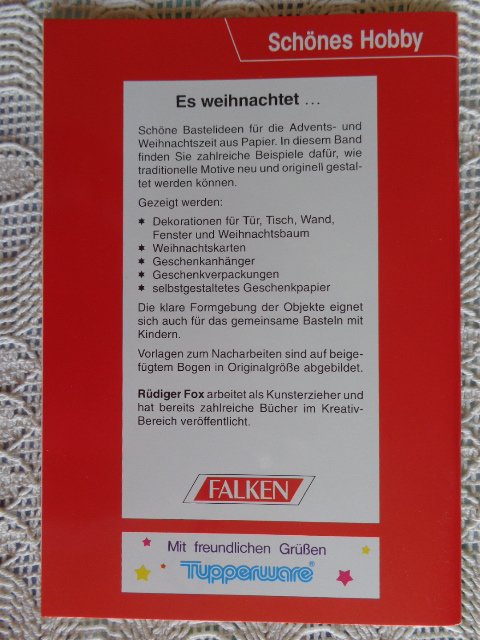 Schönes Hobby
Es weihnachtet ...
Schöne Bastelideen für die Advents- und
Weihnachtszeit aus Papier. In diesem Band
finden Sie zahlreiche Beispiele dafür, wie
traditionelle Motive neu und originell gestal-
tet werden können.
Gezeigt werden:
* Dekorationen für Tür, Tisch, Wand,
Fenster und Weihnachtsbaum
* Weihnachtskarten
* Geschenkanhänger
* Geschenkverpackungen
* selbstgestaltetes Geschenkpapier
Die klare Formgebung der Objekte eignet
sich auch für das gemeinsame Basteln mit
Kindern.
Vorlagen zum Nacharbeiten sind auf beige-
fügtem Bogen in Originalgröße abgebildet.
Rüdiger Fox arbeitet als Kunsterzieher und
hat bereits zahlreiche Bücher im Kreativ-
Bereich veröffentlicht.
FALKEN
Mit freundlichen Grüßen
Tupperware®